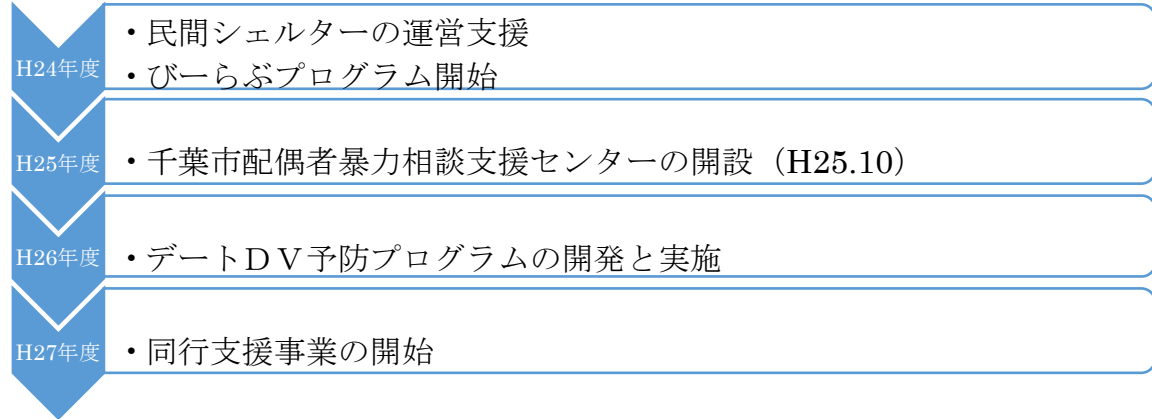 H24年度
・民間シェルターの運営支援
・びーらぶプログラム開始
H25年度
・千葉市配偶者暴力相談支援センターの開設（H25.10）
H26年度
・デートＤＶ予防プログラムの開発と実施
H27年度
・同行支援事業の開始